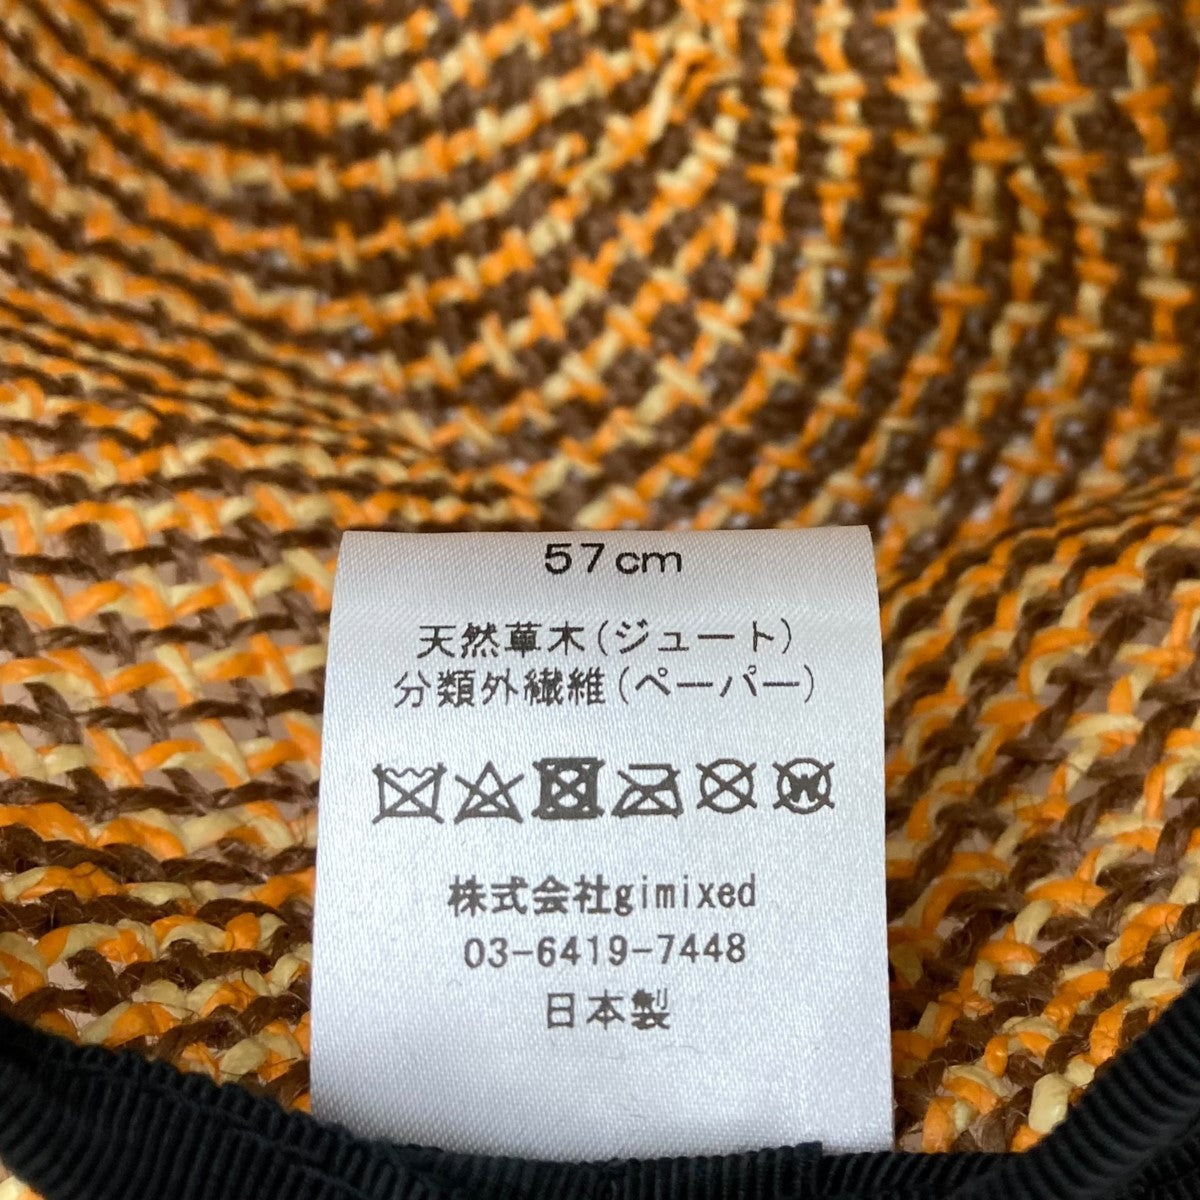 57cm
天然草木(ジュート)
分類外繊維(ペーパー)
W
株式会社gimixed
03-6419-7448
日本製